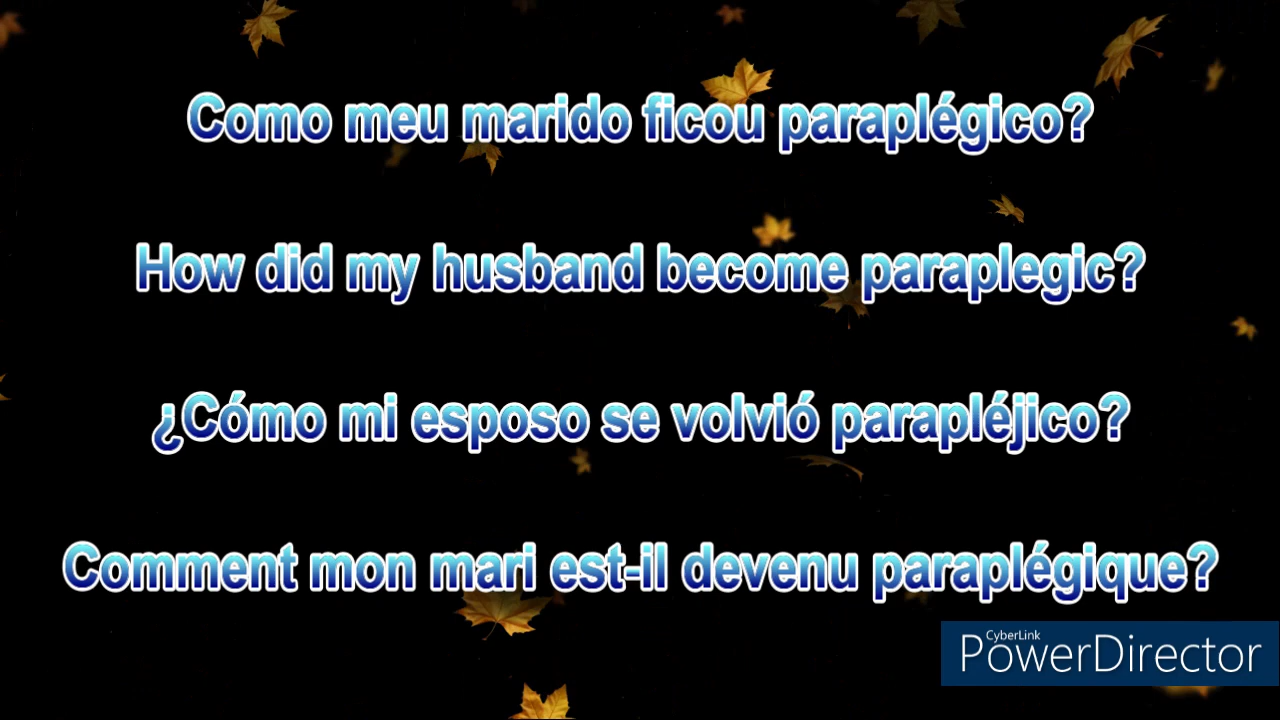 Como meu marido ficou paraplégico?
How did my husband become paraplegic?
¿Cómo mi esposo se volvió parapléjico?
Comment mon mari est-il devenu paraplégique?
CyberLink
PowerDirector